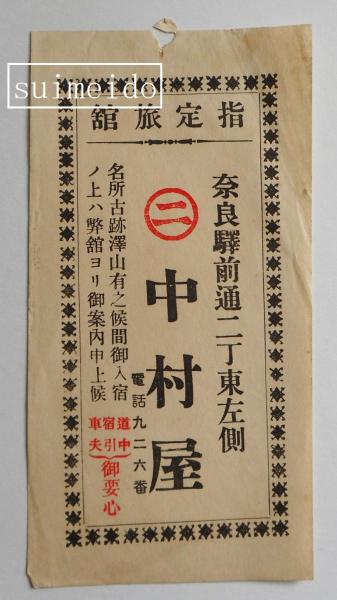 suimeido
指定旅舘
奈良驛前通二丁東左側
㊁
中村屋
電話九二六番
名所古跡澤山有之候間御入宿
ノ上ハ弊舘ヨリ御案內申上候
道中
宿引
車夫
御要心